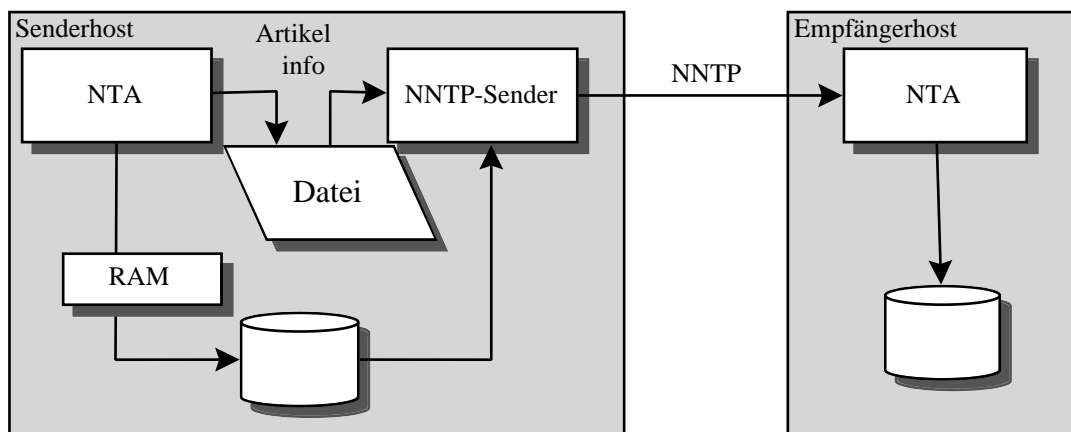 Senderhost
Artikel
info
NTA
NNTP-Sender
Datei
RAM
NNTP
Empfängerhost
NTA